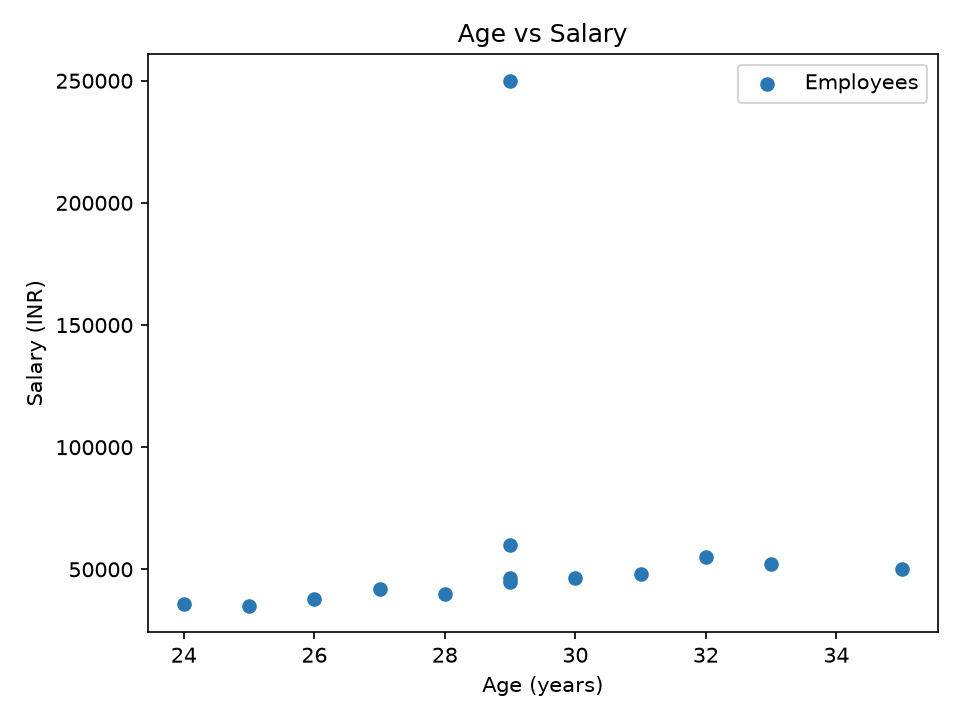 Age vs Salary
Employees
250000
200000
150000
100000
50000
Salary (INR)
24 26 28 30 32 34
Age (years)